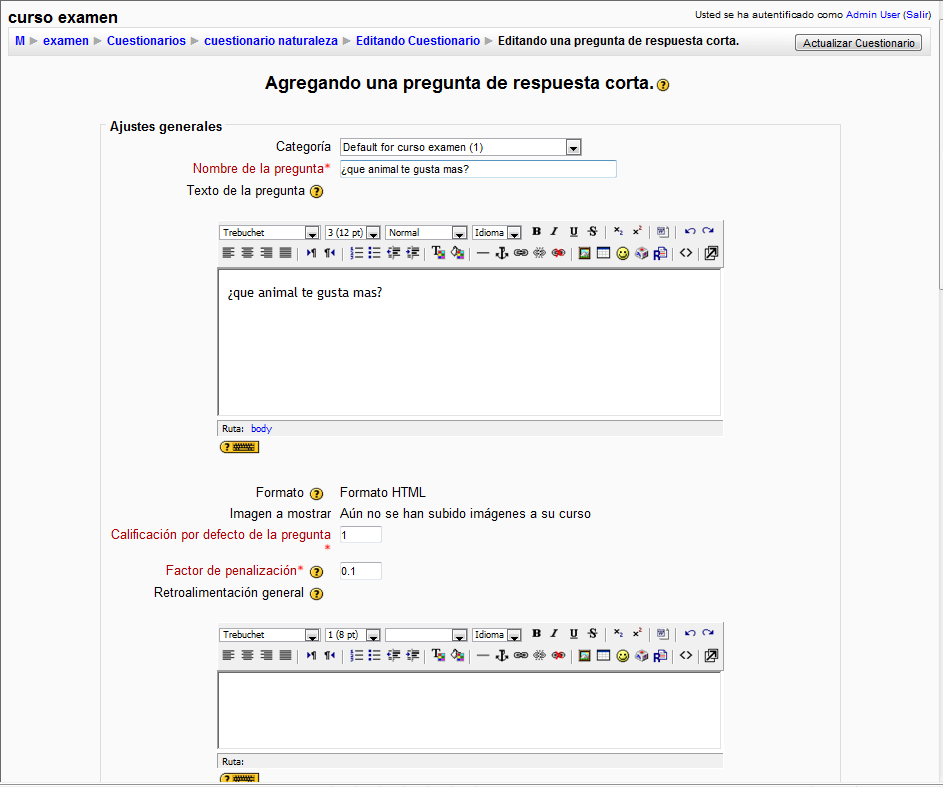 curso examen
Usted se ha autentificado como Admin User (Salir)
M ► examen ► Cuestionarios ► cuestionario naturaleza ► Editando Cuestionario ► Editando una pregunta de respuesta corta.
Actualizar Cuestionario
Agregando una pregunta de respuesta corta.
Ajustes generales
Categoría Default for curso examen (1)
Nombre de la pregunta* ¿que animal te gusta mas?
Texto de la pregunta
Trebuchet 3 (12 pt) Normal Idioma B I U S x₂ x²
¿que animal te gusta mas?
Ruta: body
Formato Formato HTML
Imagen a mostrar Aún no se han subido imágenes a su curso
Calificación por defecto de la pregunta 1
*
Factor de penalización* 0.1
Retroalimentación general
Trebuchet 1 (8 pt) Idioma B I U S x₂ x²
Ruta: